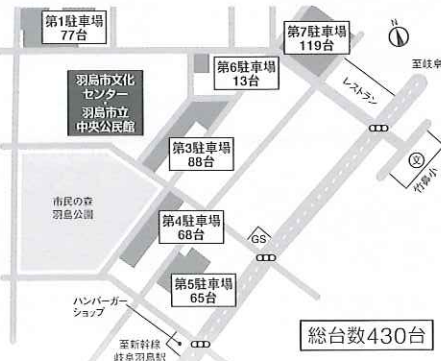 第1駐車場
77台
第7駐車場
119台
N
至岐阜
第6駐車場
13台
レストラン
羽島市文化
センター
・
羽島市立
中央公民館
第3駐車場
88台
文
竹鼻小
市民の森
羽島公園
第4駐車場
68台
GS
第5駐車場
65台
ハンバーガー
ショップ
至新幹線
岐阜羽島駅
総台数430台